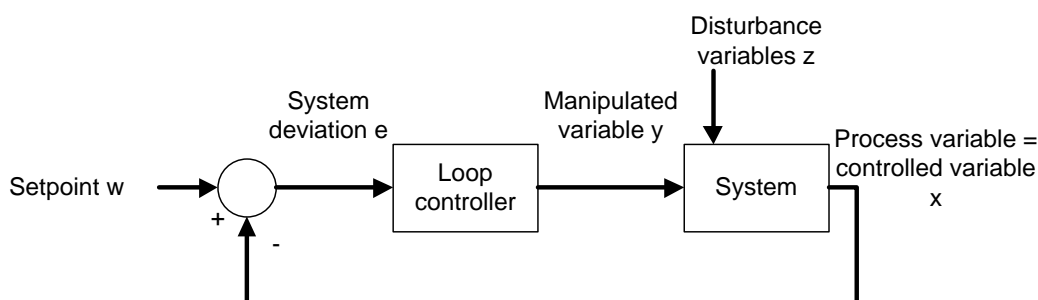 Disturbance
variables z
System
deviation e
Manipulated
variable y
Process variable =
controlled variable
x
Setpoint w
Loop
controller
System
+
-